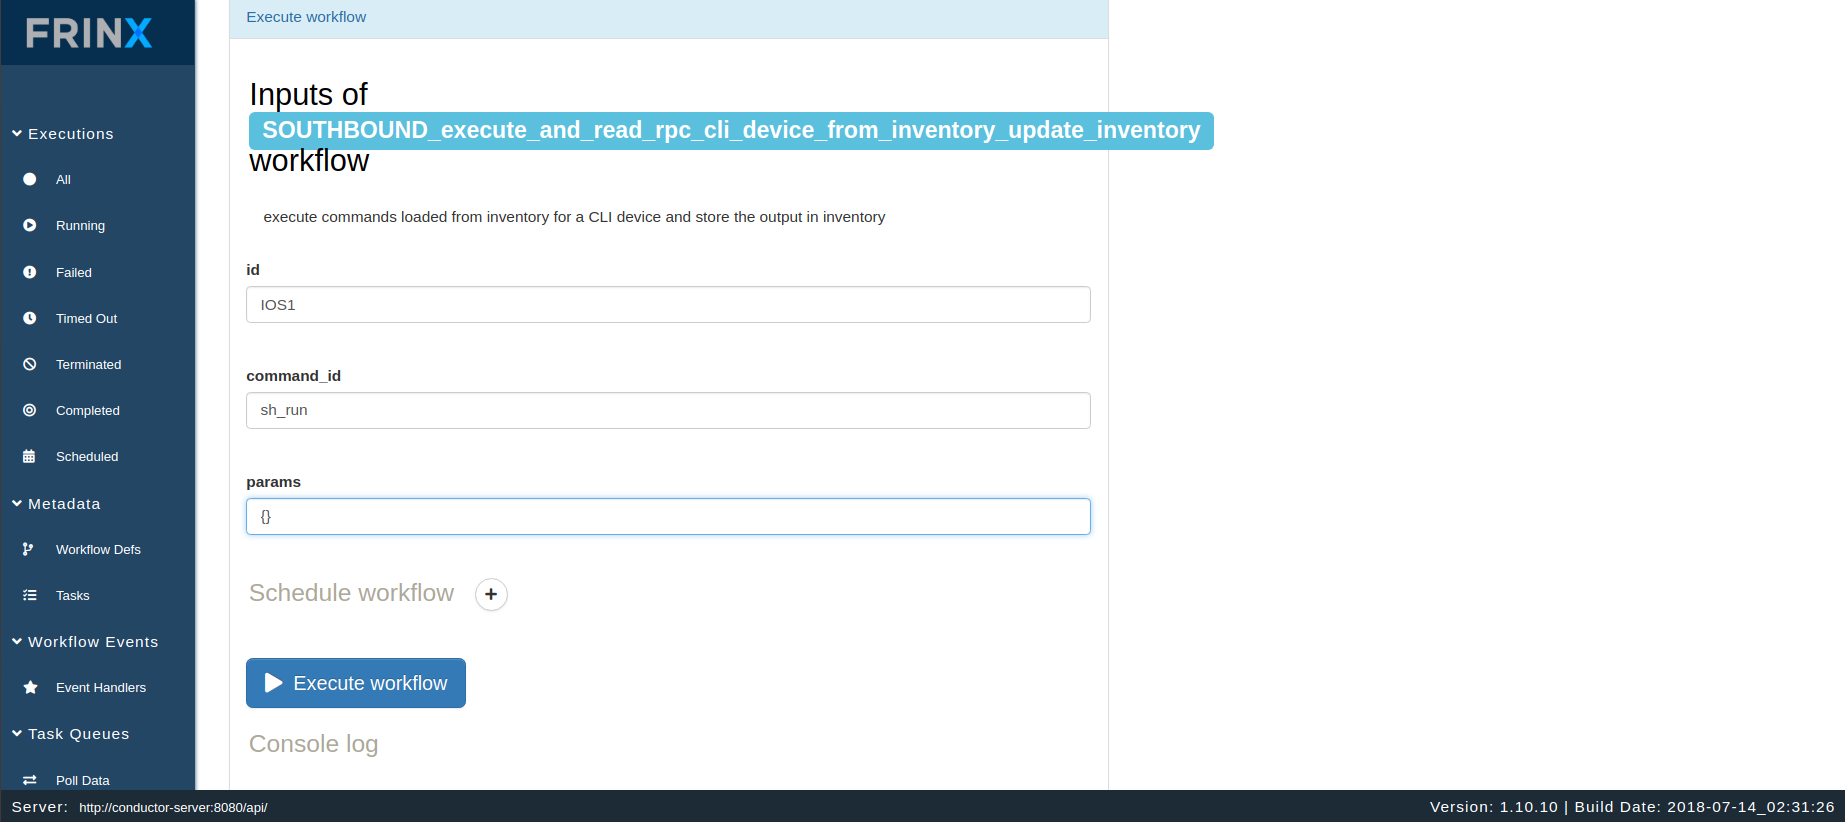 FRINX
Executions
All
Running
Failed
Timed Out
Terminated
Completed
Scheduled
Metadata
Workflow Defs
Tasks
Workflow Events
Event Handlers
Task Queues
Poll Data
Execute workflow
Inputs of
SOUTHBOUND_execute_and_read_rpc_cli_device_from_inventory_update_inventory
workflow
execute commands loaded from inventory for a CLI device and store the output in inventory
id
IOS1
command_id
sh_run
params
{}
Schedule workflow +
Execute workflow
Console log
Server: http://conductor-server:8080/api/
Version: 1.10.10 | Build Date: 2018-07-14_02:31:26